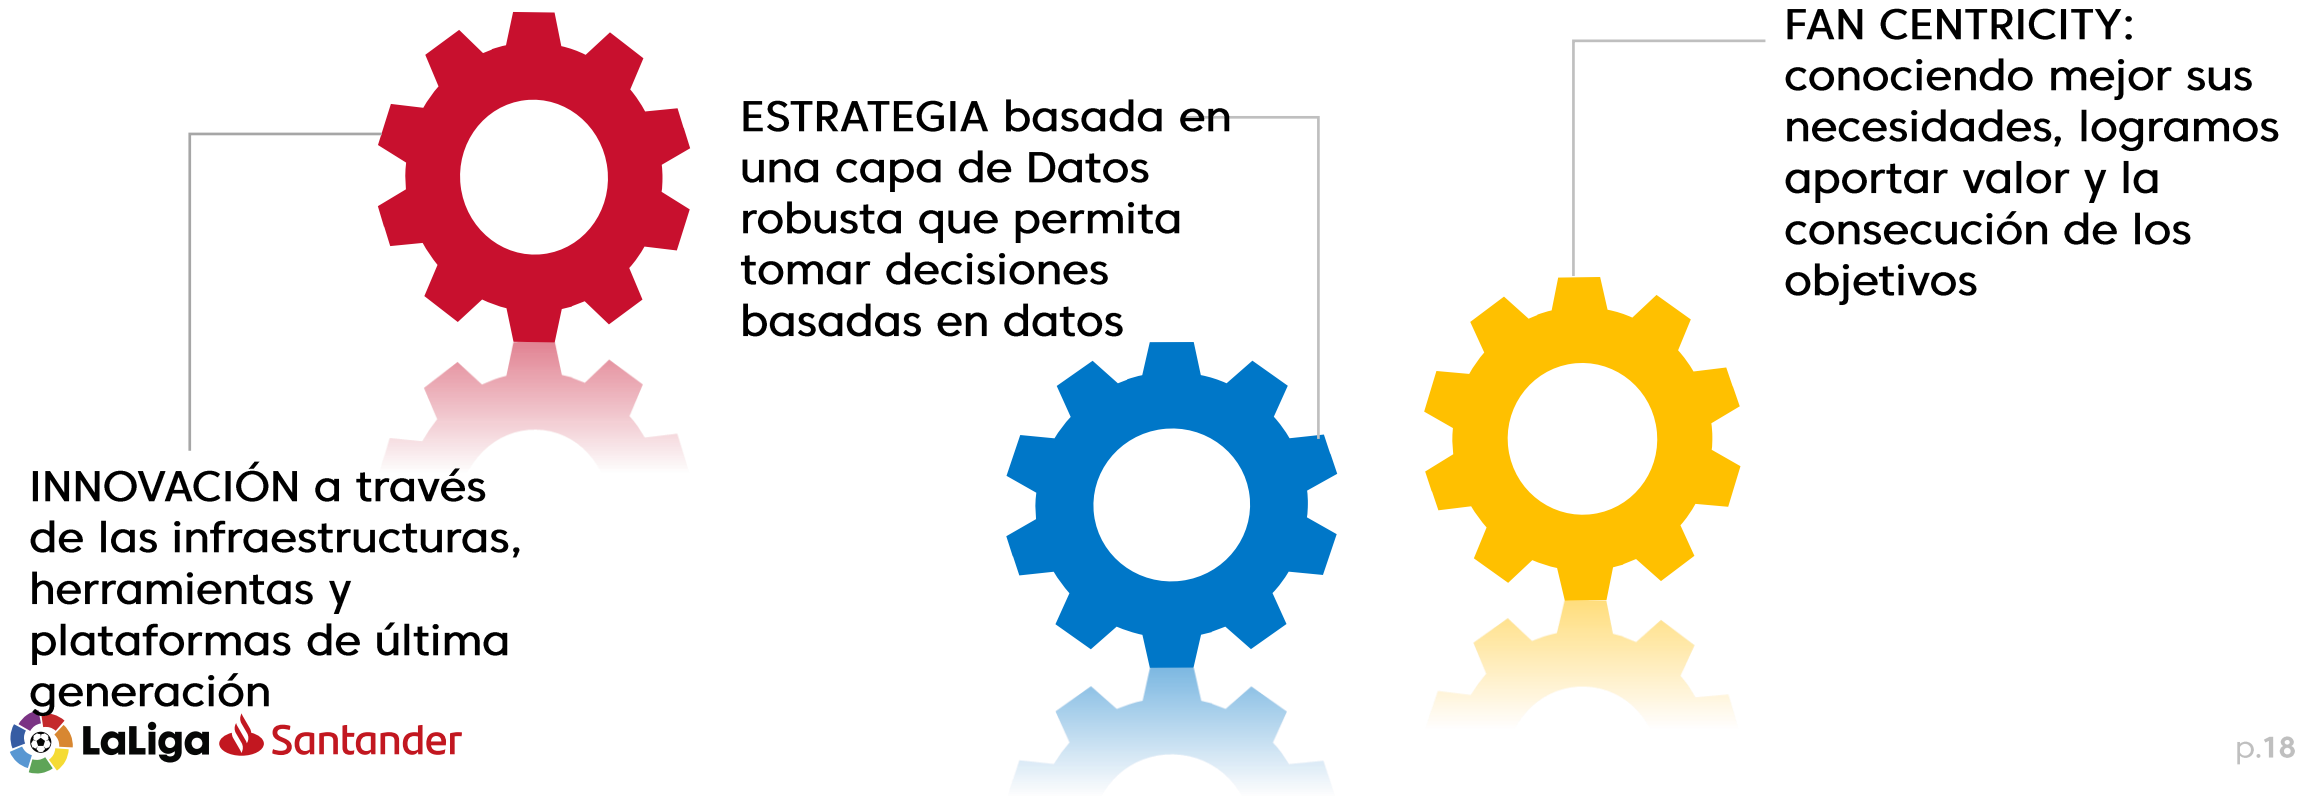 FAN CENTRICITY:
conociendo mejor sus
necesidades, logramos
aportar valor y la
consecución de los
objetivos
ESTRATEGIA basada en
una capa de Datos
robusta que permita
tomar decisiones
basadas en datos
INNOVACIÓN a través
de las infraestructuras,
herramientas y
plataformas de última
generación
LaLiga Santander
p.18